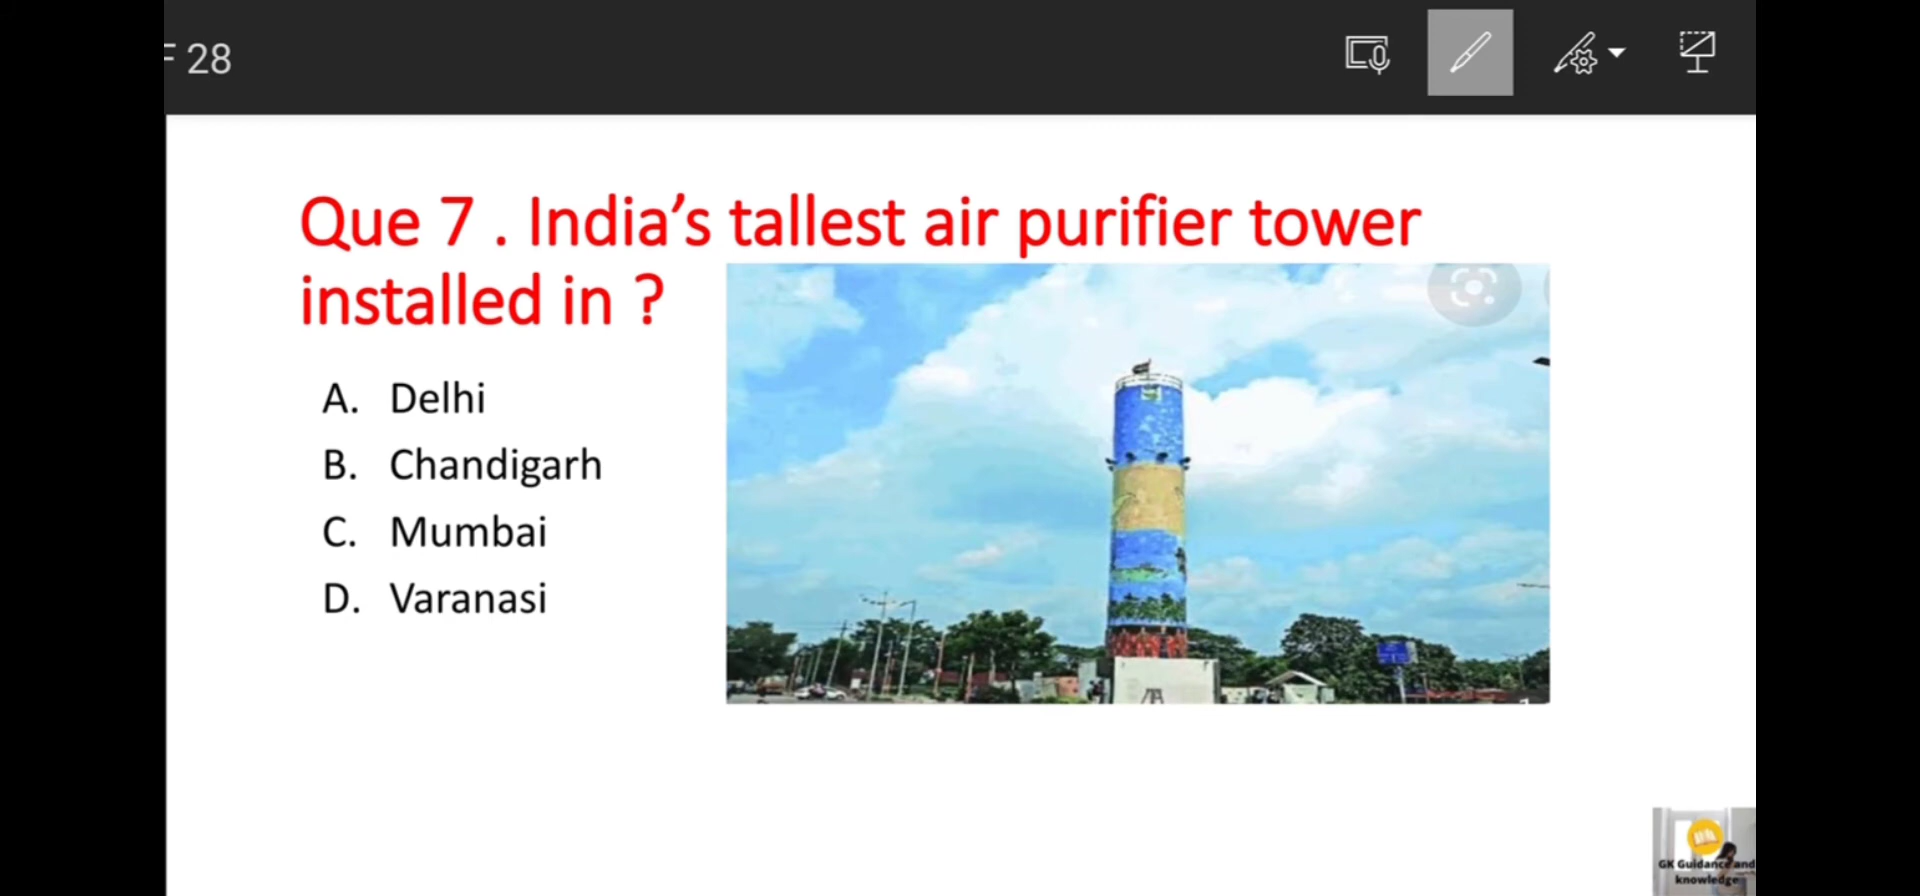 28
Que 7 . India’s tallest air purifier tower
installed in ?
A. Delhi
B. Chandigarh
C. Mumbai
D. Varanasi
GK Guidance and
knowledge